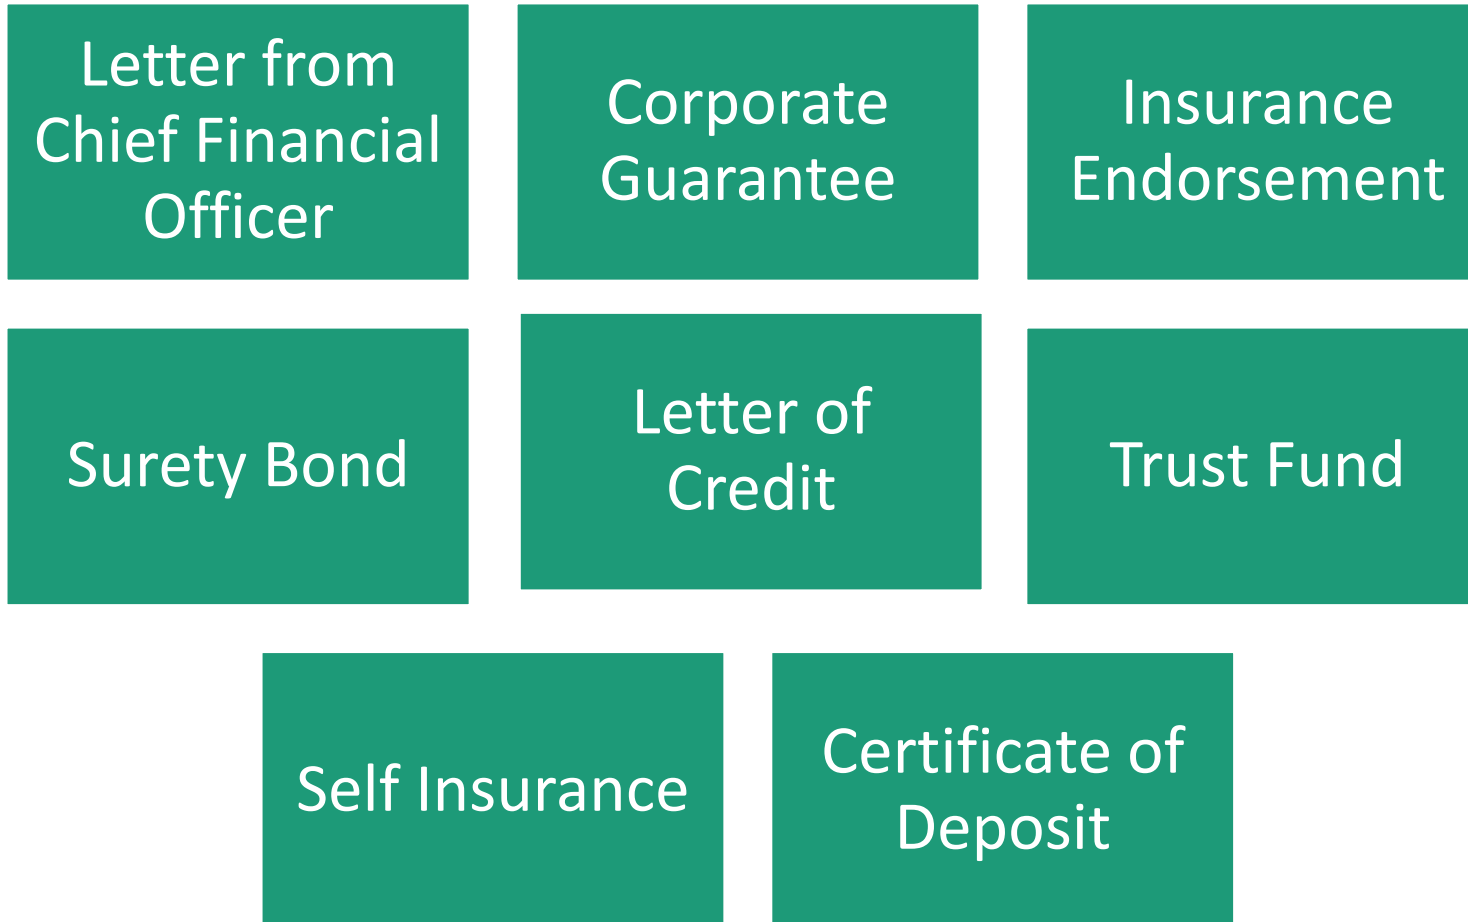 Letter from
Chief Financial
Officer
Corporate
Guarantee
Insurance
Endorsement
Surety Bond
Letter of
Credit
Trust Fund
Self Insurance
Certificate of
Deposit